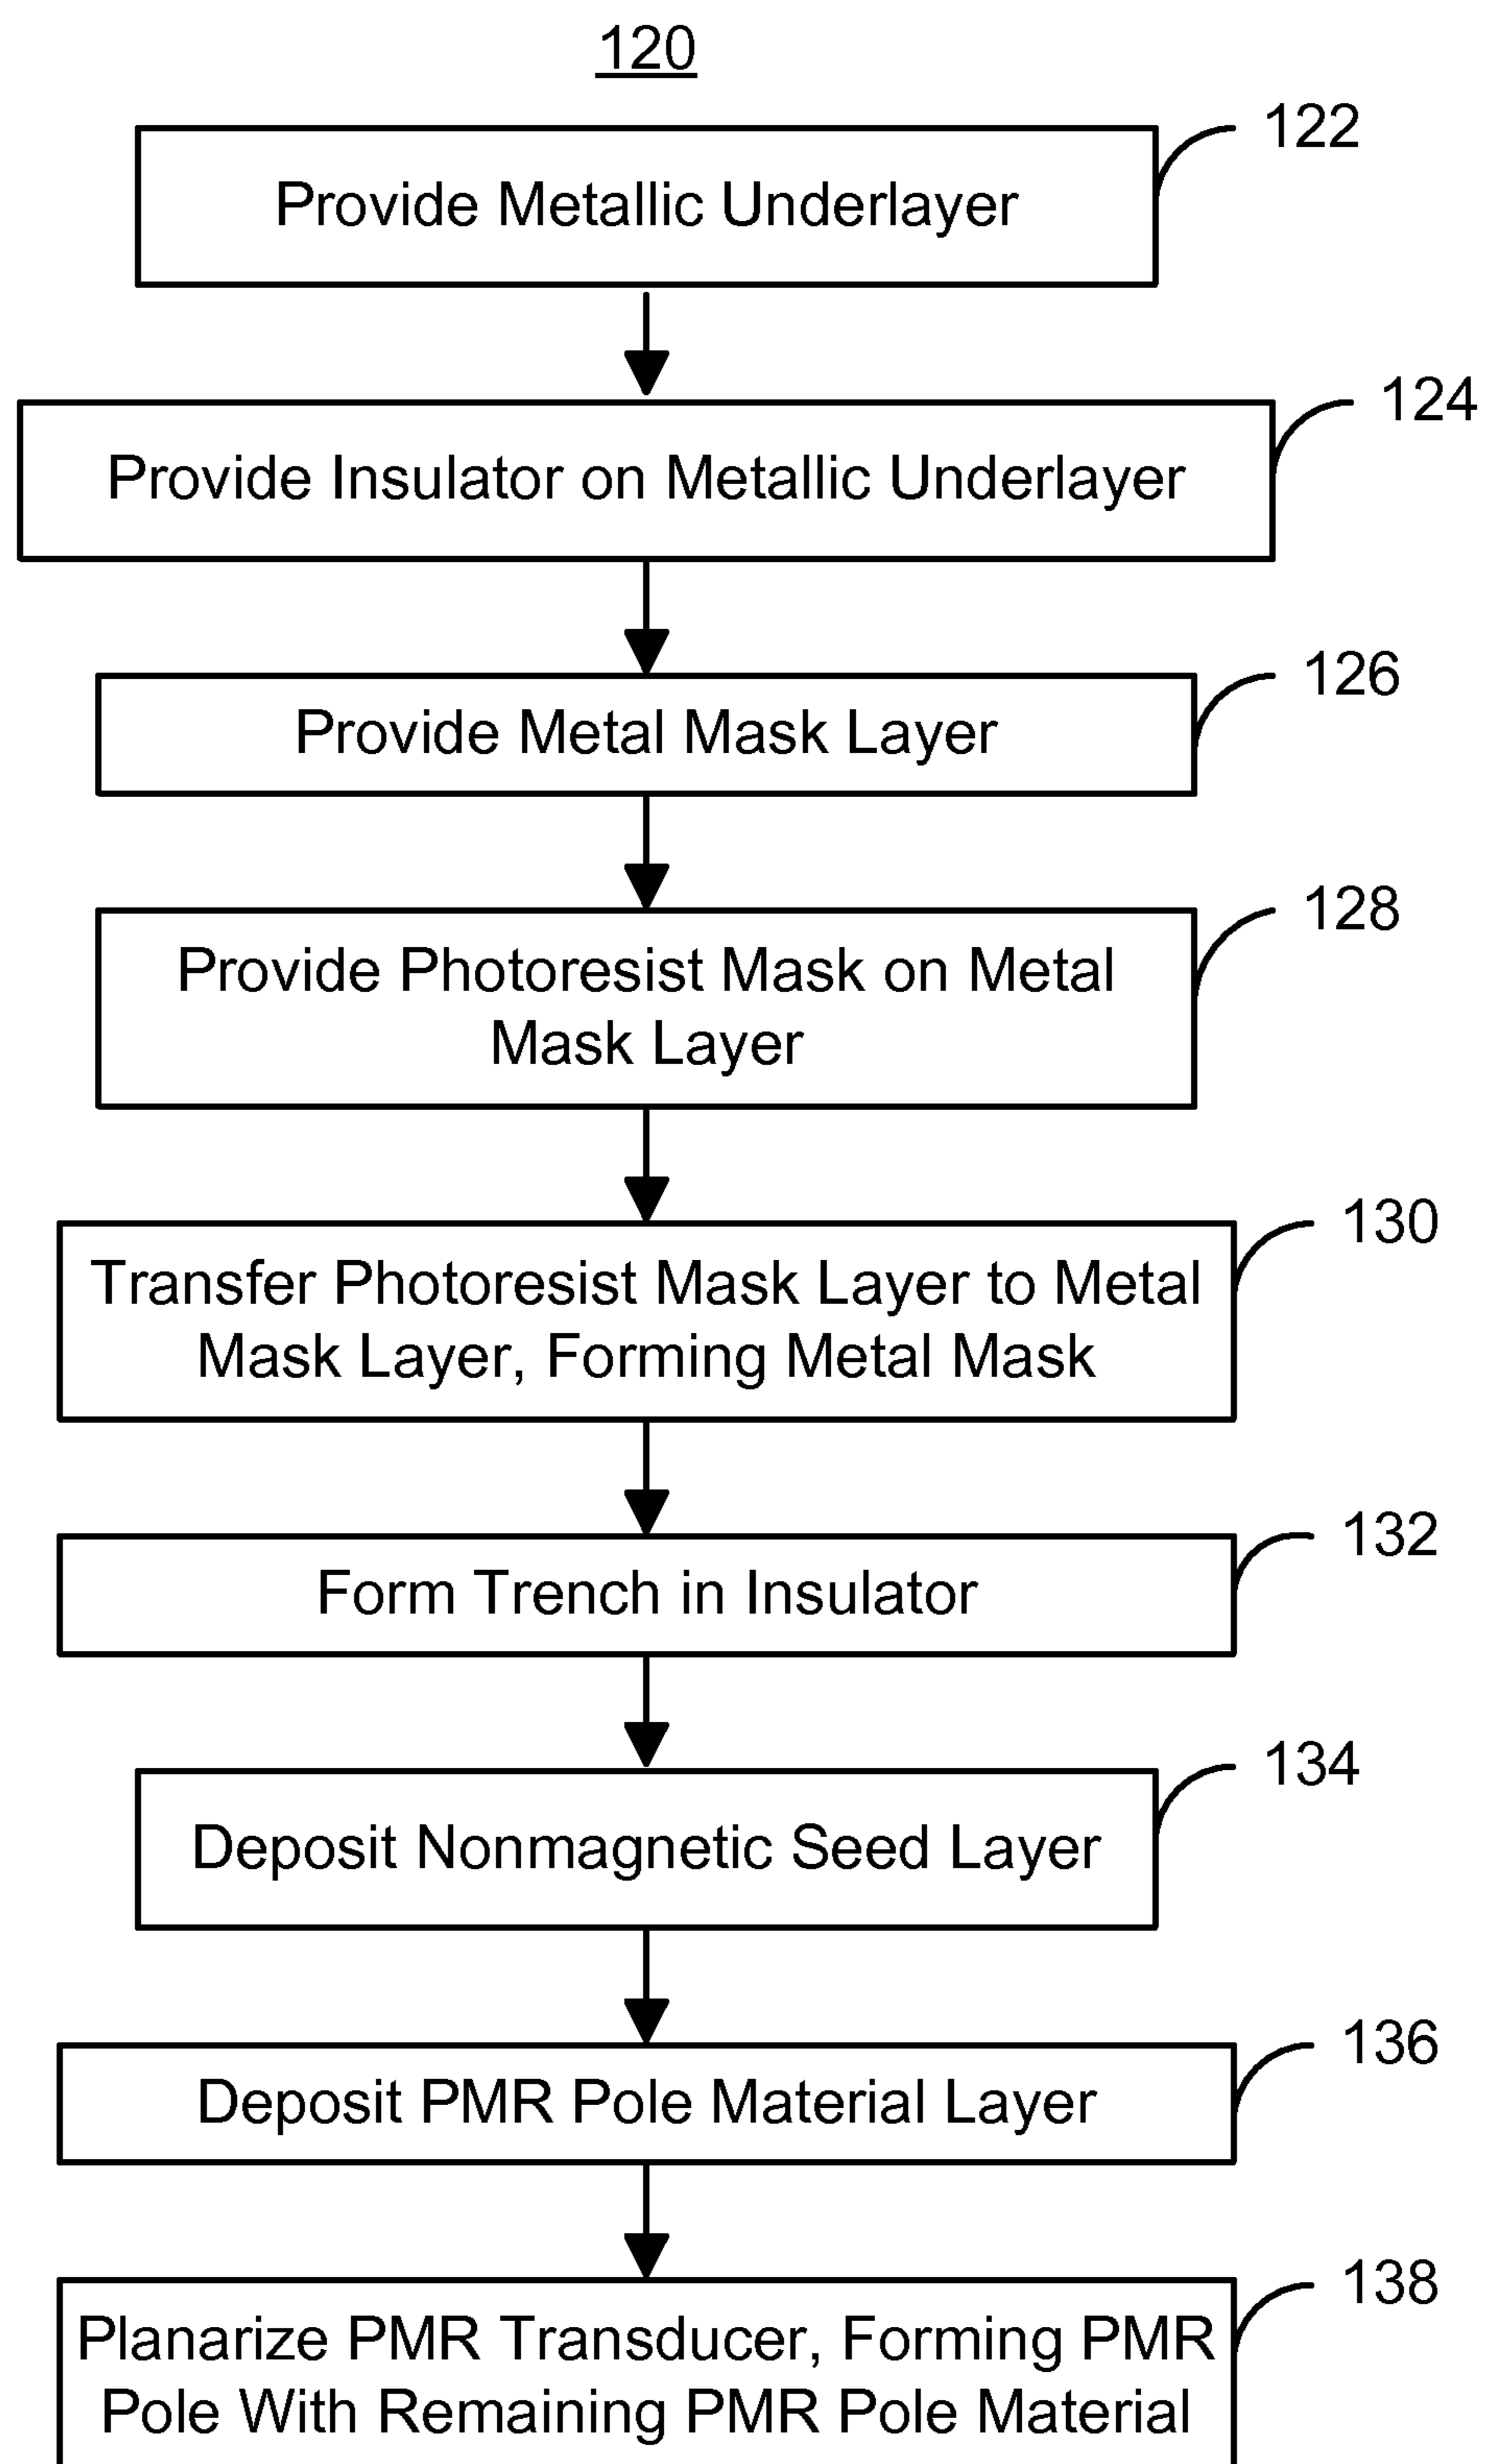 120
122
Provide Metallic Underlayer
124
Provide Insulator on Metallic Underlayer
126
Provide Metal Mask Layer
128
Provide Photoresist Mask on Metal
Mask Layer
130
Transfer Photoresist Mask Layer to Metal
Mask Layer, Forming Metal Mask
132
Form Trench in Insulator
134
Deposit Nonmagnetic Seed Layer
136
Deposit PMR Pole Material Layer
138
Planarize PMR Transducer, Forming PMR
Pole With Remaining PMR Pole Material